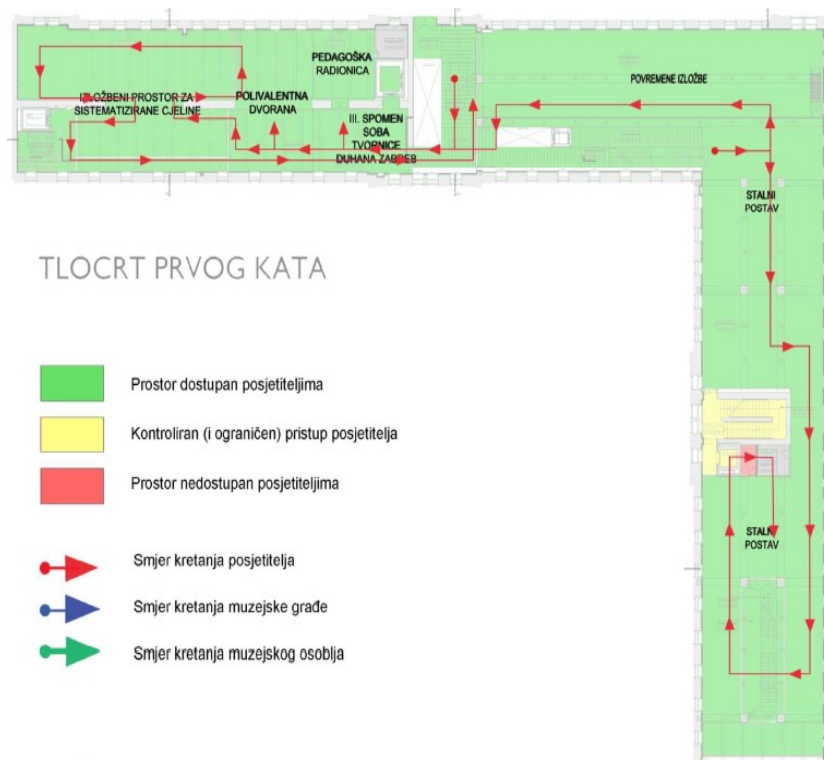 PEDAGOŠKA
RADIONICA
POVREMENE IZLOŽBE
IZLOŽBENI PROSTOR ZA
SISTEMATIZIRANE CJELINE
POLIVALENTNA
DVORANA
III. SPOMEN
SOBA
TVORNICE
DUHANA ZAGREB
STALNI
POSTAV
TLOCRT PRVOG KATA
Prostor dostupan posjetiteljima
Kontroliran (i ograničen) pristup posjetitelja
Prostor nedostupan posjetiteljima
STALNI
POSTAV
Smjer kretanja posjetitelja
Smjer kretanja muzejske građe
Smjer kretanja muzejskog osoblja